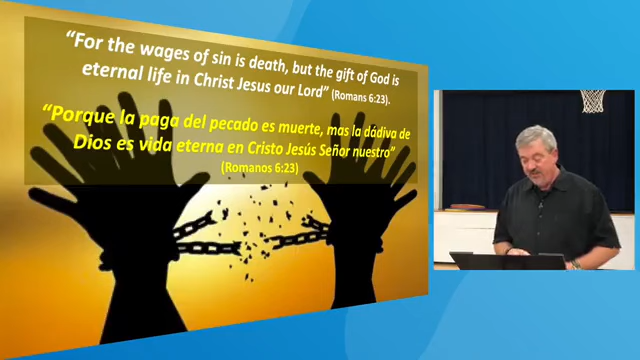 “For the wages of sin is death, but the gift of God is
eternal life in Christ Jesus our Lord” (Romans 6:23).
“Porque la paga del pecado es muerte, mas la dádiva de
Dios es vida eterna en Cristo Jesús Señor nuestro”
(Romanos 6:23)